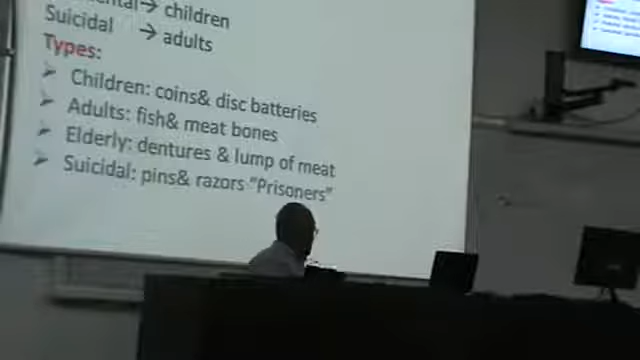 → children
Suicidal → adults
Types:
➢ Children: coins& disc batteries
➢ Adults: fish& meat bones
➢ Elderly: dentures & lump of meat
➢ Suicidal: pins& razors "Prisoners"